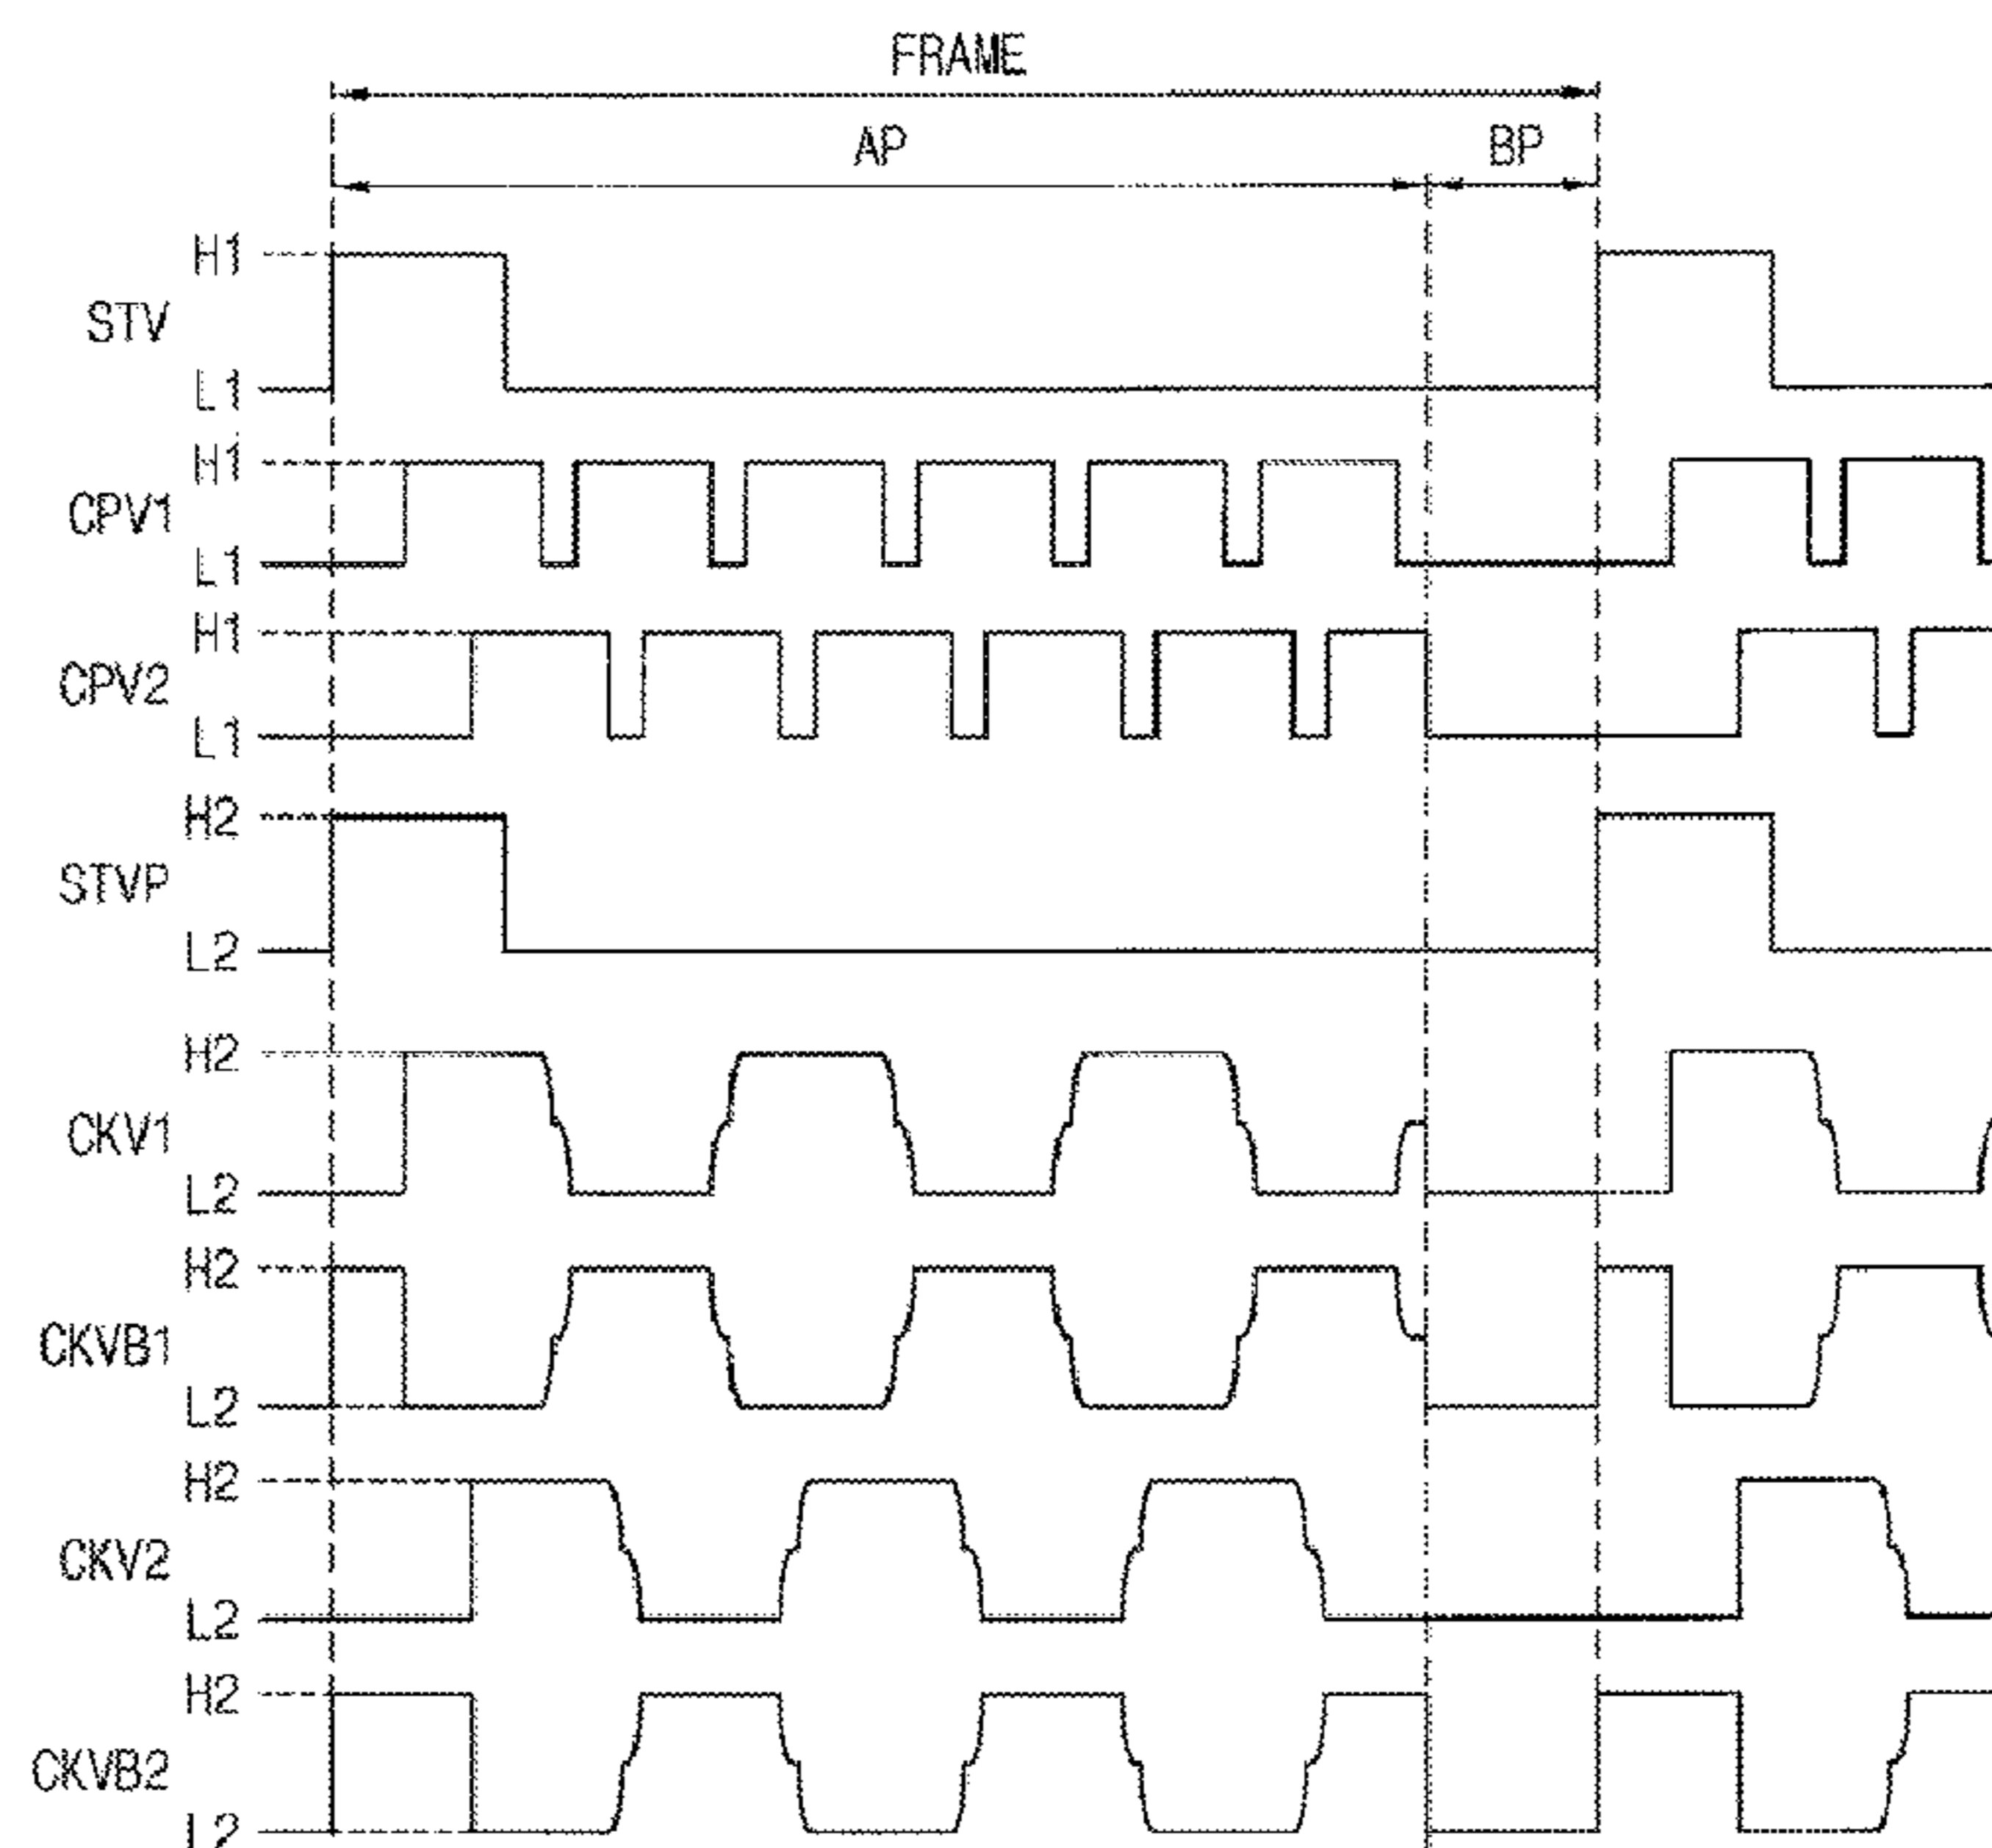 FRAME
AP
BP
H1
STV
L1
H1
CPV1
L1
H1
CPV2
L1
H2
STVP
L2
H2
CKV1
L2
H2
CKVB1
L2
H2
CKV2
L2
H2
CKVB2
L2